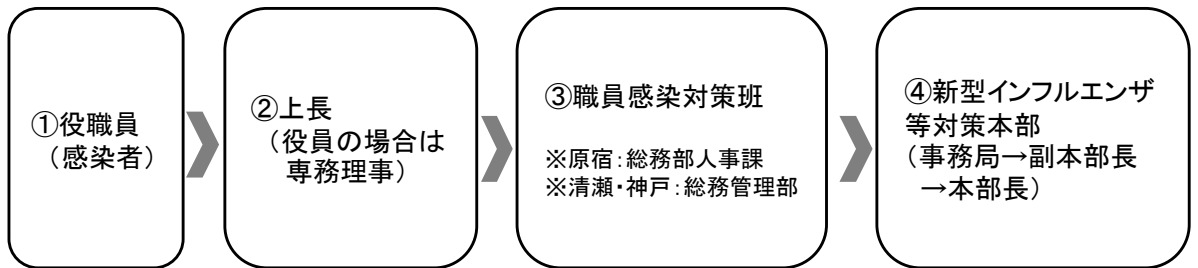 ①役職員
（感染者）
②上長
（役員の場合は
専務理事）
③職員感染対策班
※原宿：総務部人事課
※清瀬・神戸：総務管理部
④新型インフルエンザ
等対策本部
（事務局→副本部長
→本部長）